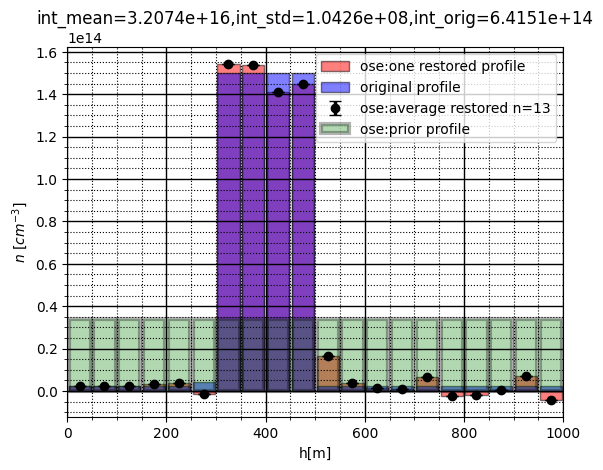 int_mean=3.2074e+16,int_std=1.0426e+08,int_orig=6.4151e+14
1e14
ose:one restored profile
original profile
ose:average restored n=13
ose:prior profile
1.6
1.4
1.2
1.0
0.8
0.6
0.4
0.2
0.0
n [cm⁻³]
0 200 400 600 800 1000
h[m]